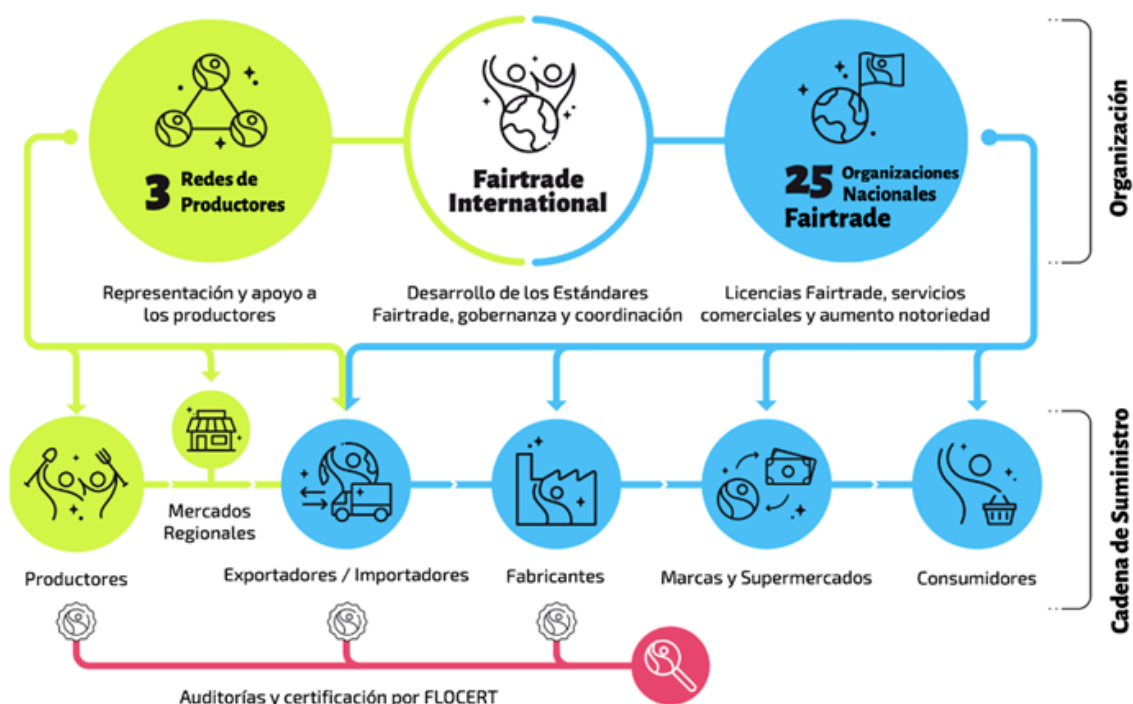 3 Redes de
Productores
Fairtrade
International
25 Organizaciones
Nacionales
Fairtrade
Organización
Representación y apoyo a
los productores
Desarrollo de los Estándares
Fairtrade, gobernanza y coordinación
Licencias Fairtrade, servicios
comerciales y aumento notoriedad
Mercados
Regionales
Productores
Exportadores / Importadores
Fabricantes
Marcas y Supermercados
Consumidores
Cadena de Suministro
Auditorías y certificación por FLOCERT